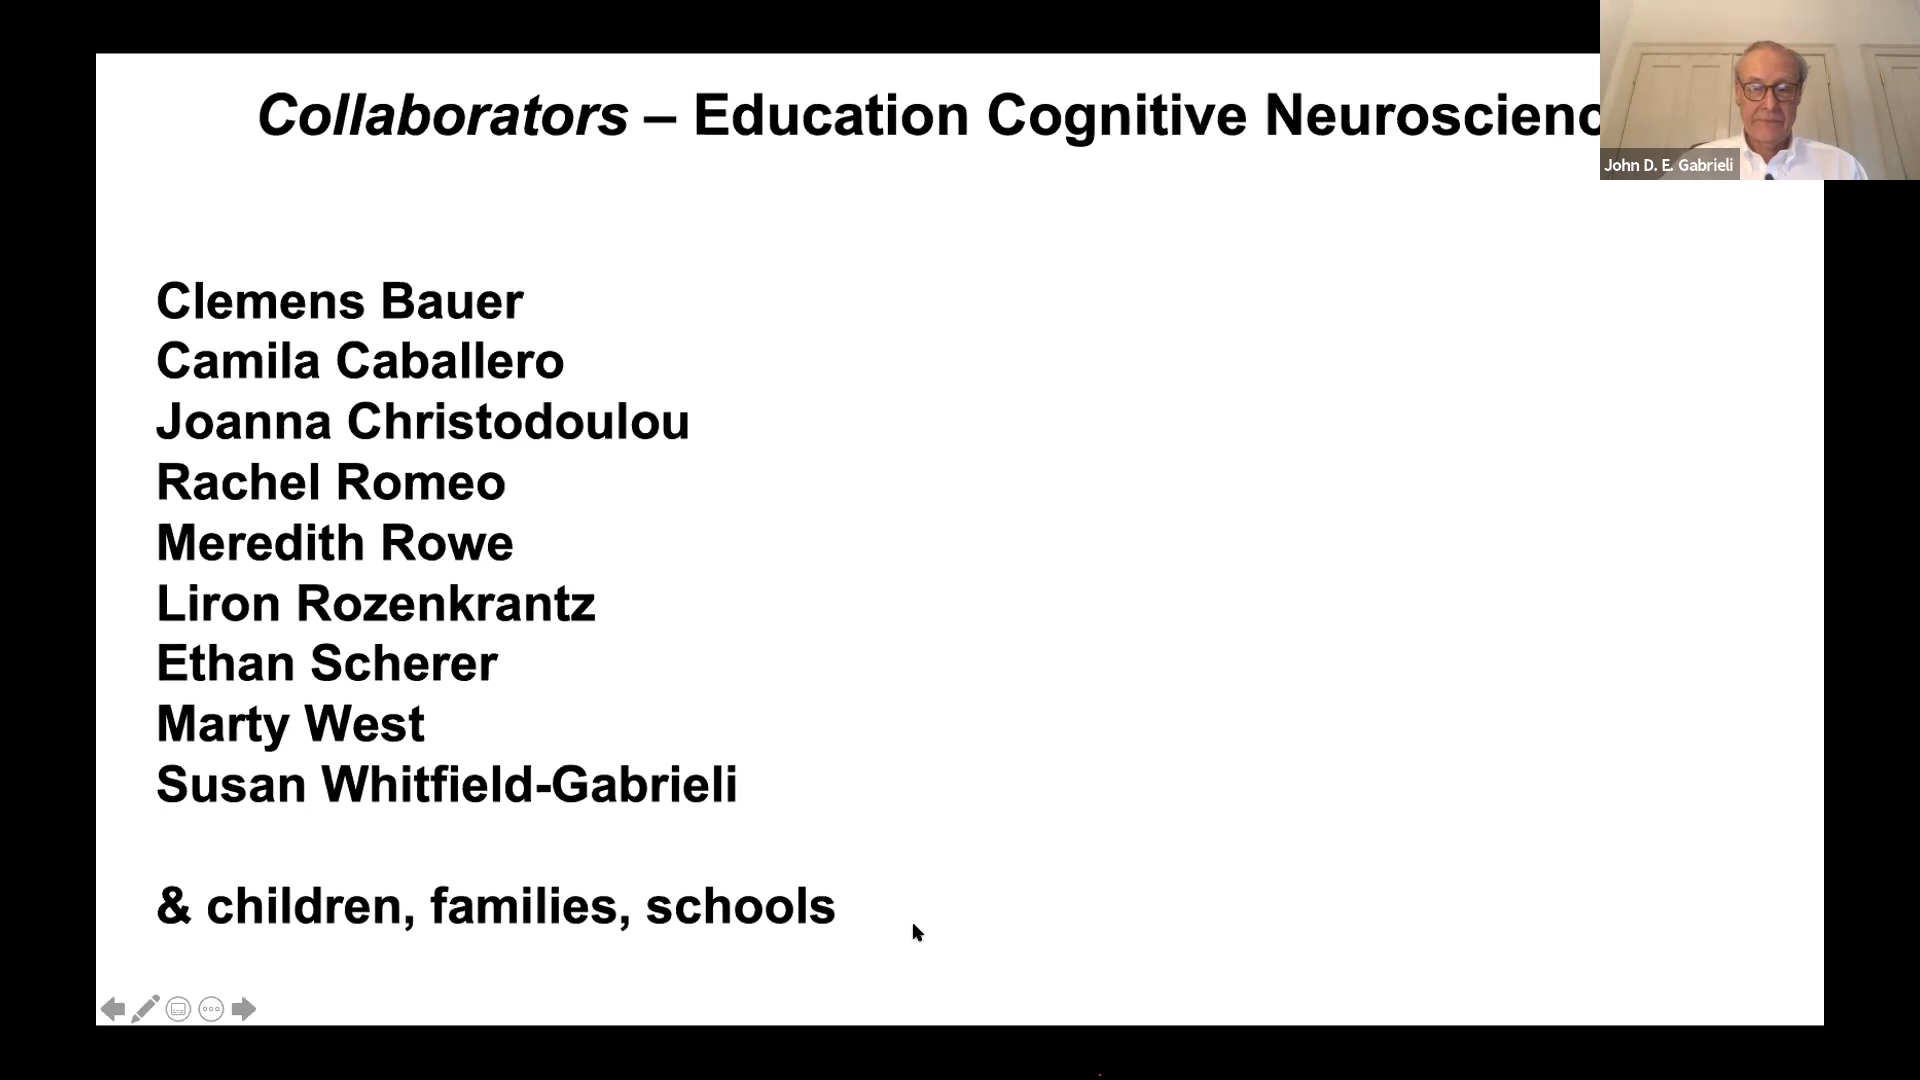 Collaborators – Education Cognitive Neuroscienc
John D. E. Gabrieli
Clemens Bauer
Camila Caballero
Joanna Christodoulou
Rachel Romeo
Meredith Rowe
Liron Rozenkrantz
Ethan Scherer
Marty West
Susan Whitfield-Gabrieli
& children, families, schools